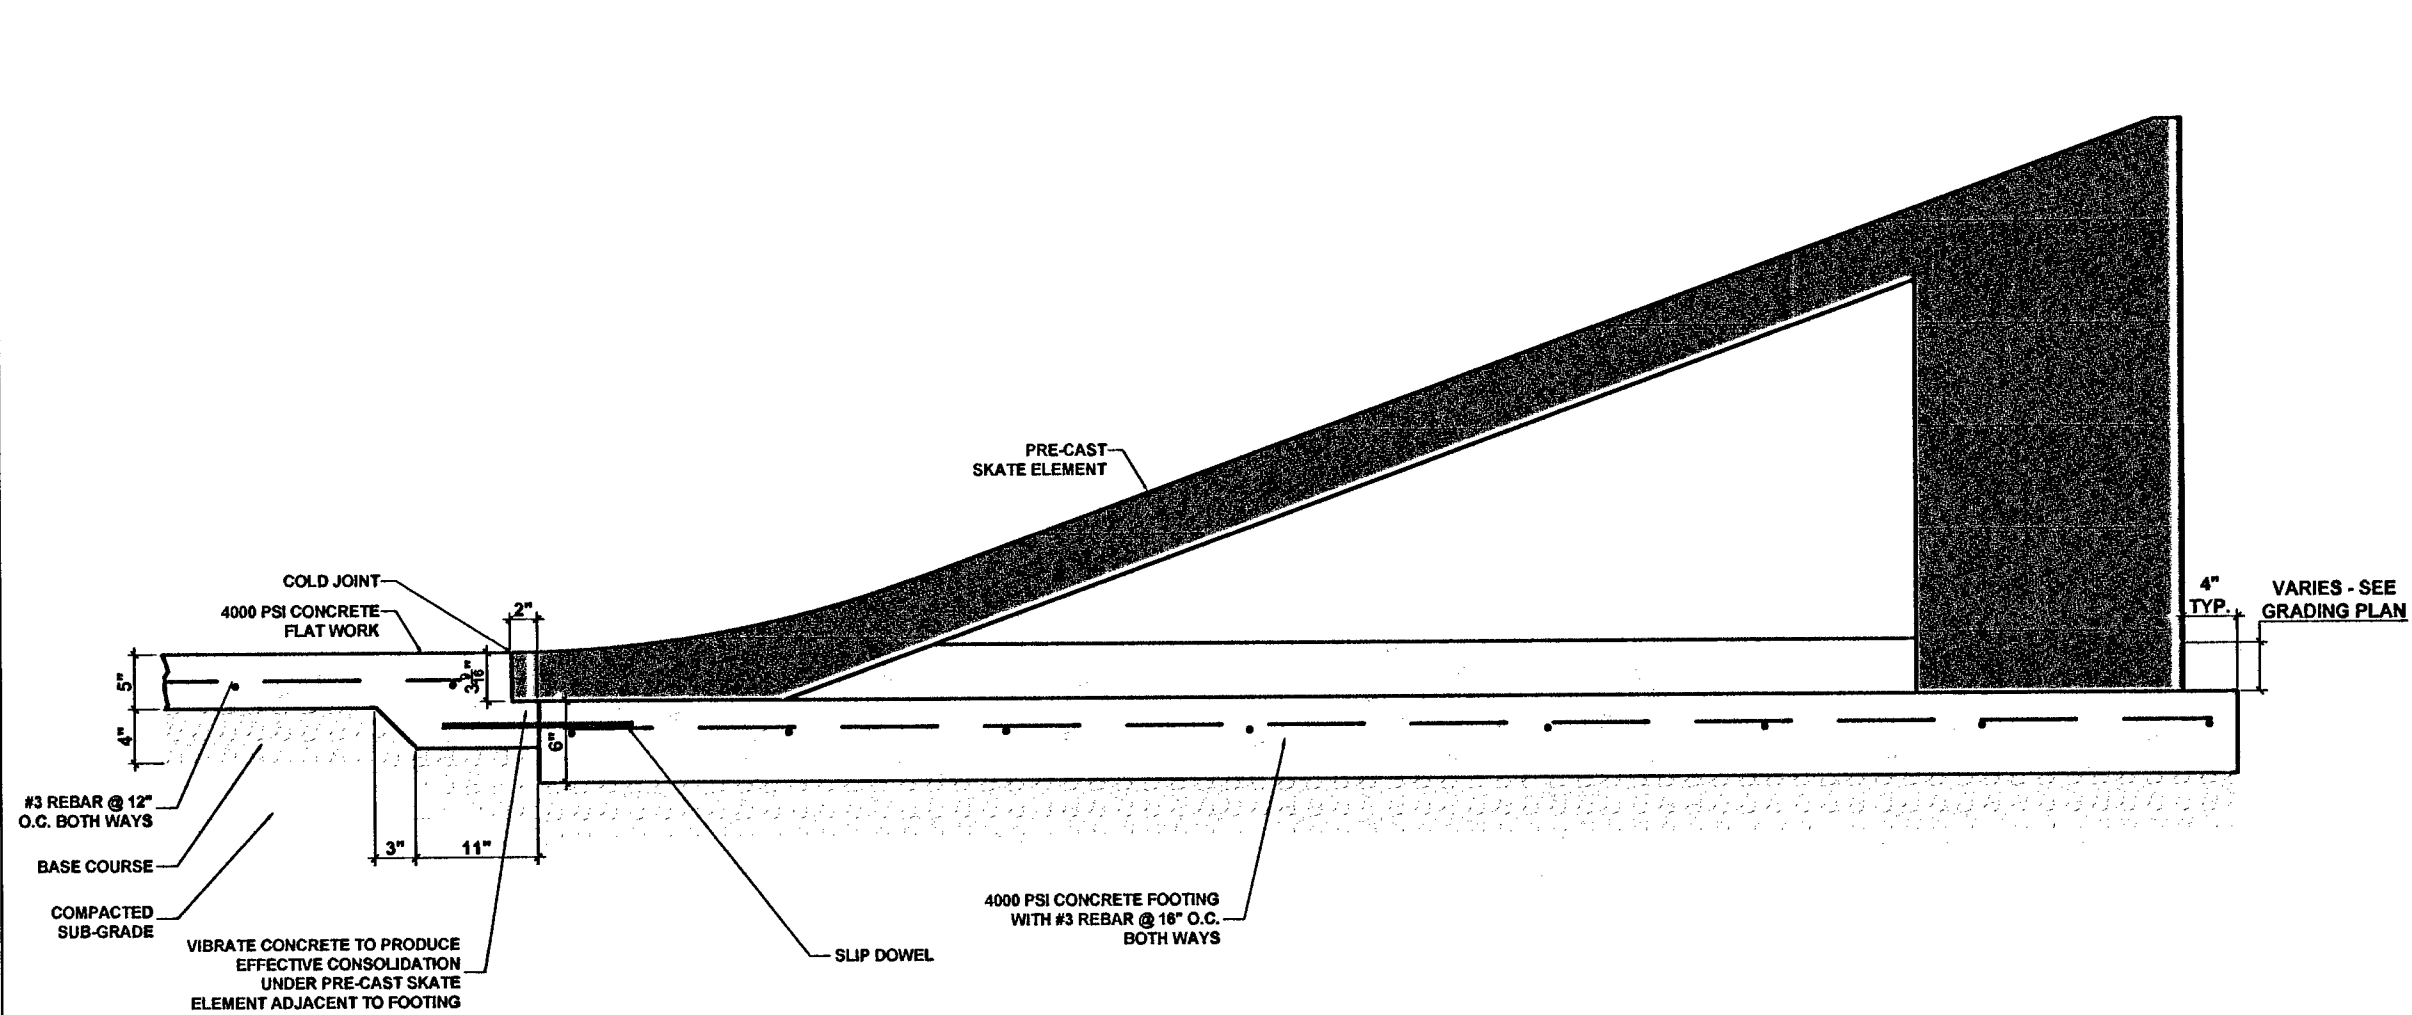 PRE-CAST
SKATE ELEMENT
COLD JOINT
4000 PSI CONCRETE
FLAT WORK
2"
4"
TYP.
VARIES - SEE
GRADING PLAN
5"
3 9/16"
4"
6"
#3 REBAR @ 12"
O.C. BOTH WAYS
3"
11"
BASE COURSE
COMPACTED
SUB-GRADE
4000 PSI CONCRETE FOOTING
WITH #3 REBAR @ 16" O.C.
BOTH WAYS
VIBRATE CONCRETE TO PRODUCE
EFFECTIVE CONSOLIDATION
UNDER PRE-CAST SKATE
ELEMENT ADJACENT TO FOOTING
SLIP DOWEL